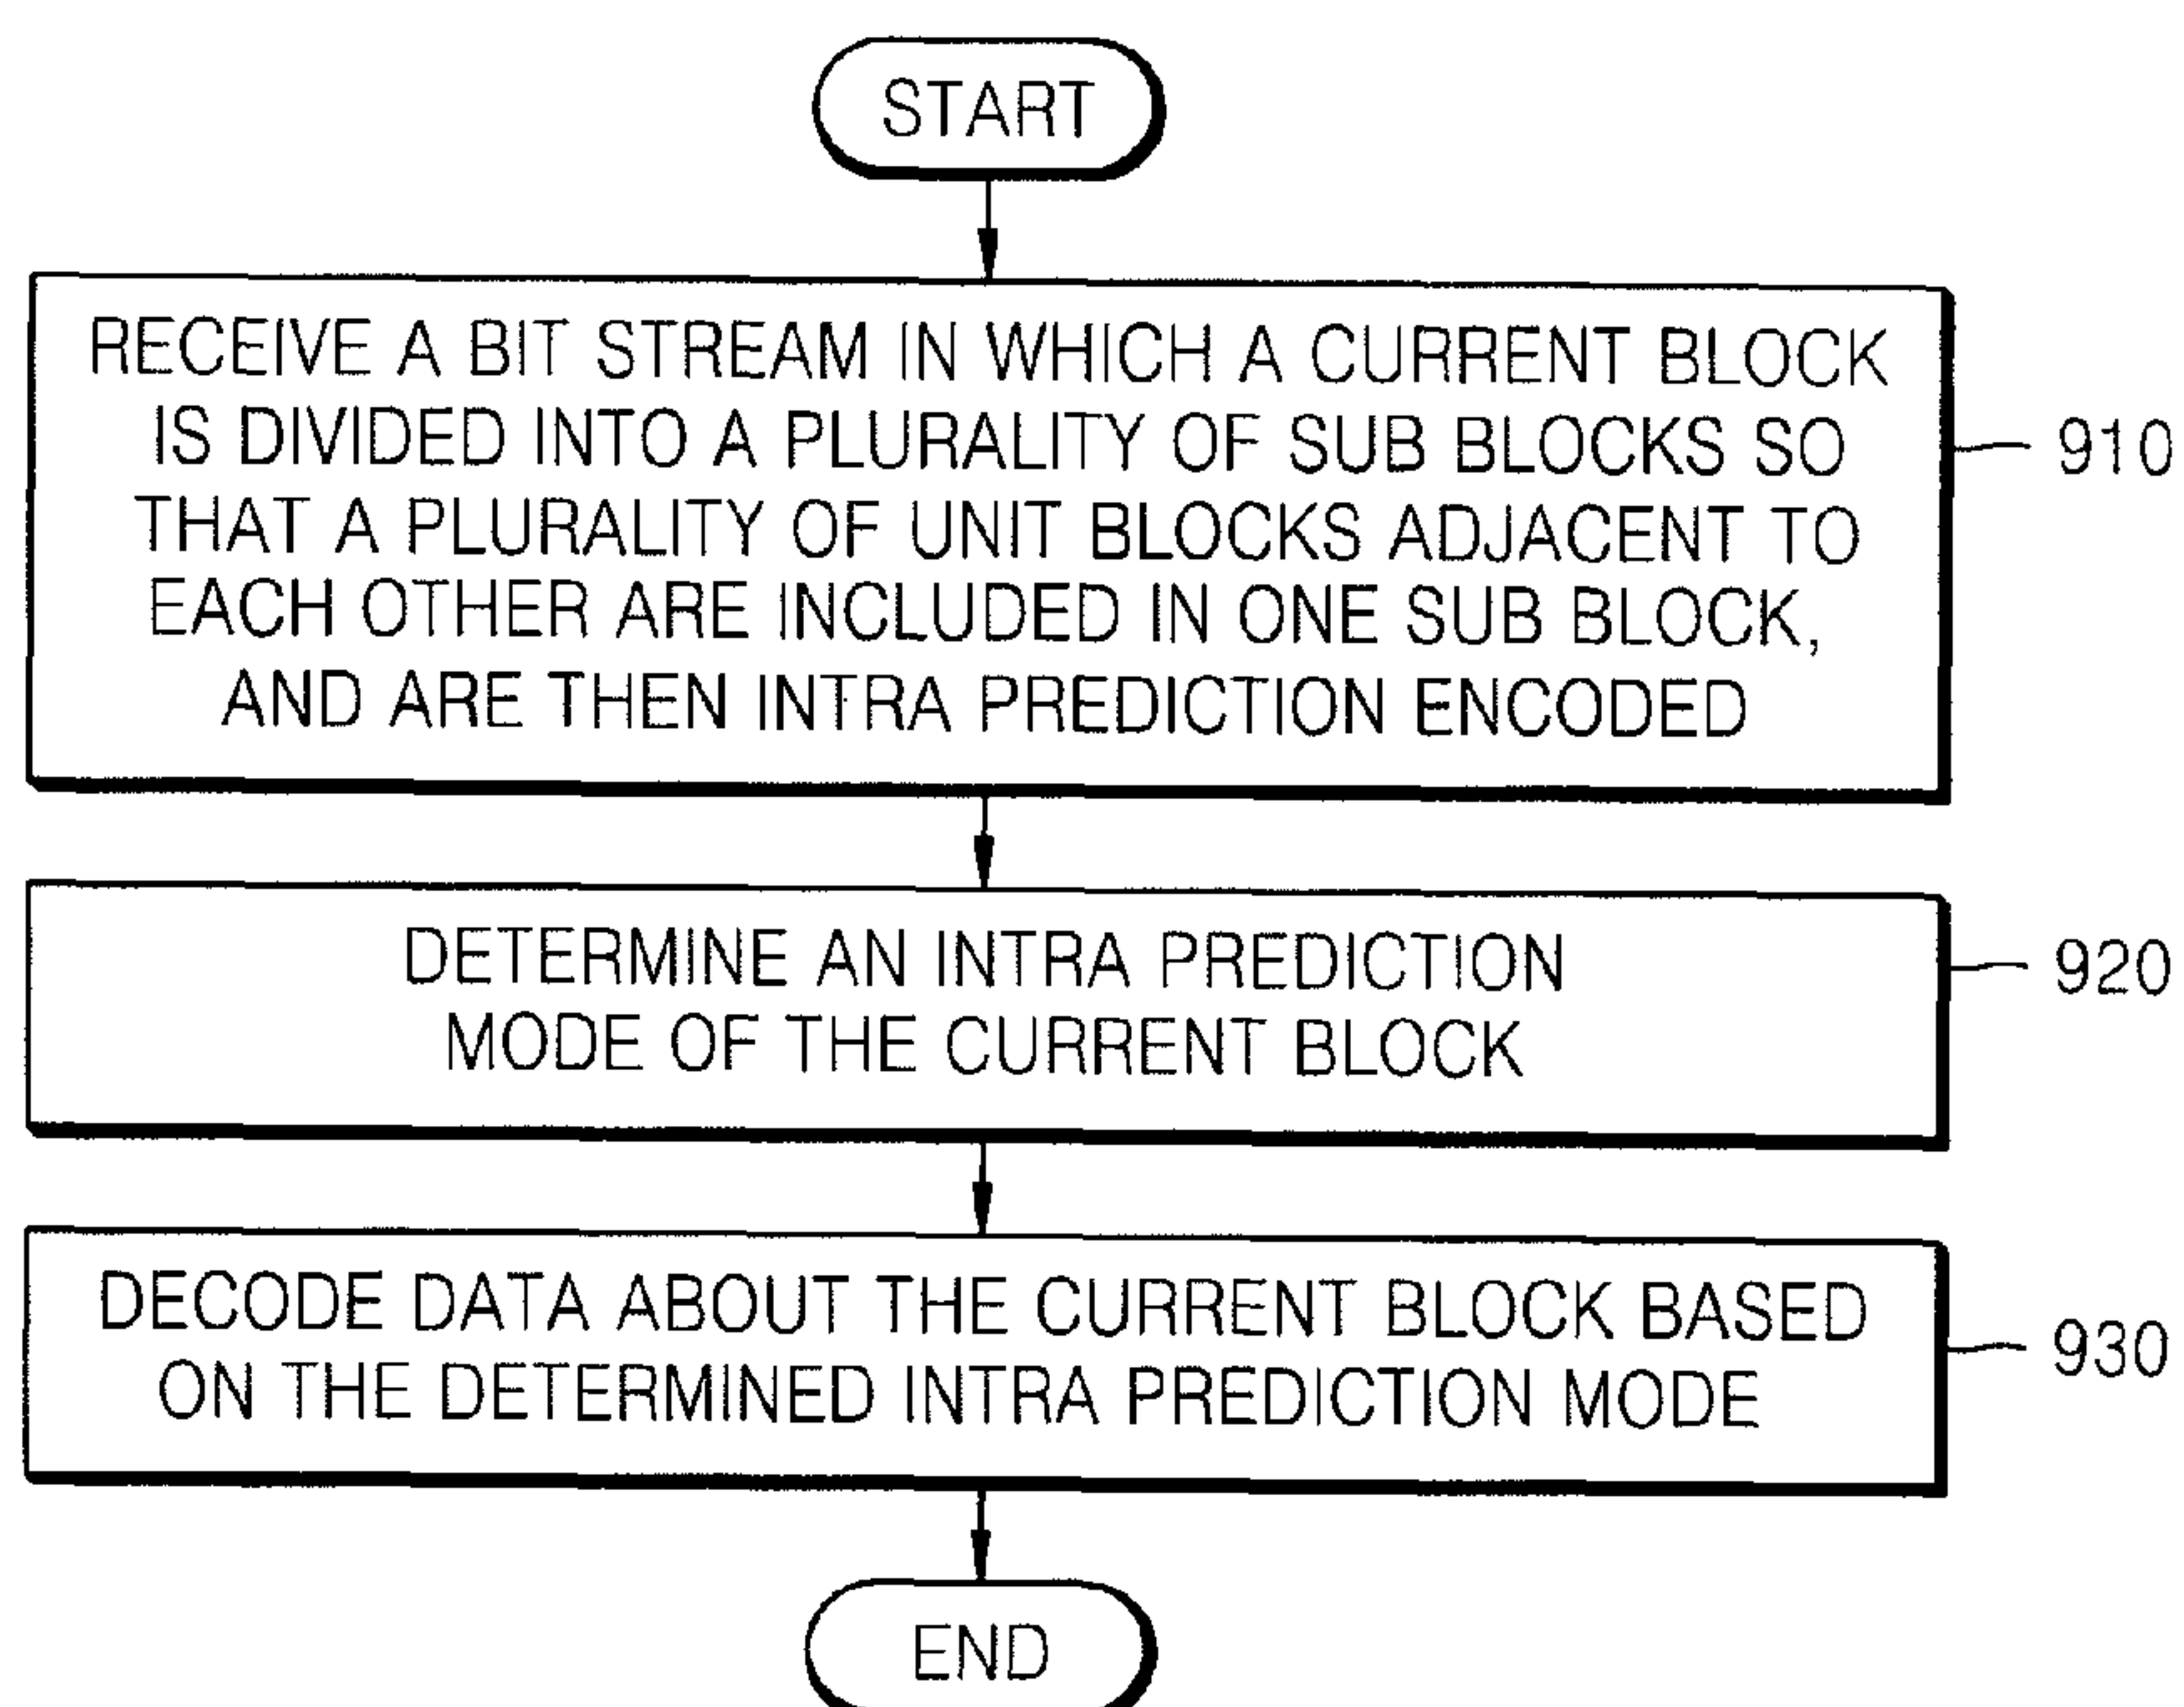 START
RECEIVE A BIT STREAM IN WHICH A CURRENT BLOCK
IS DIVIDED INTO A PLURALITY OF SUB BLOCKS SO
THAT A PLURALITY OF UNIT BLOCKS ADJACENT TO
EACH OTHER ARE INCLUDED IN ONE SUB BLOCK,
AND ARE THEN INTRA PREDICTION ENCODED
910
DETERMINE AN INTRA PREDICTION
MODE OF THE CURRENT BLOCK
920
DECODE DATA ABOUT THE CURRENT BLOCK BASED
ON THE DETERMINED INTRA PREDICTION MODE
930
END